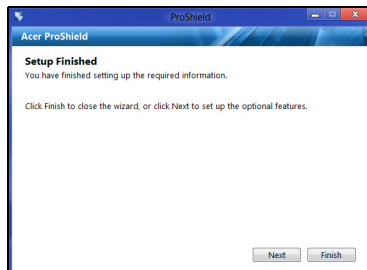 ProShield
Acer ProShield
Setup Finished
You have finished setting up the required information.
Click Finish to close the wizard, or click Next to set up the optional features.
Next Finish